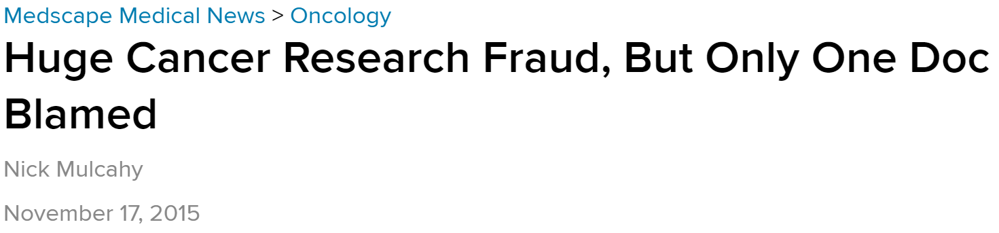 Medscape Medical News > Oncology
Huge Cancer Research Fraud, But Only One Doc
Blamed
Nick Mulcahy
November 17, 2015